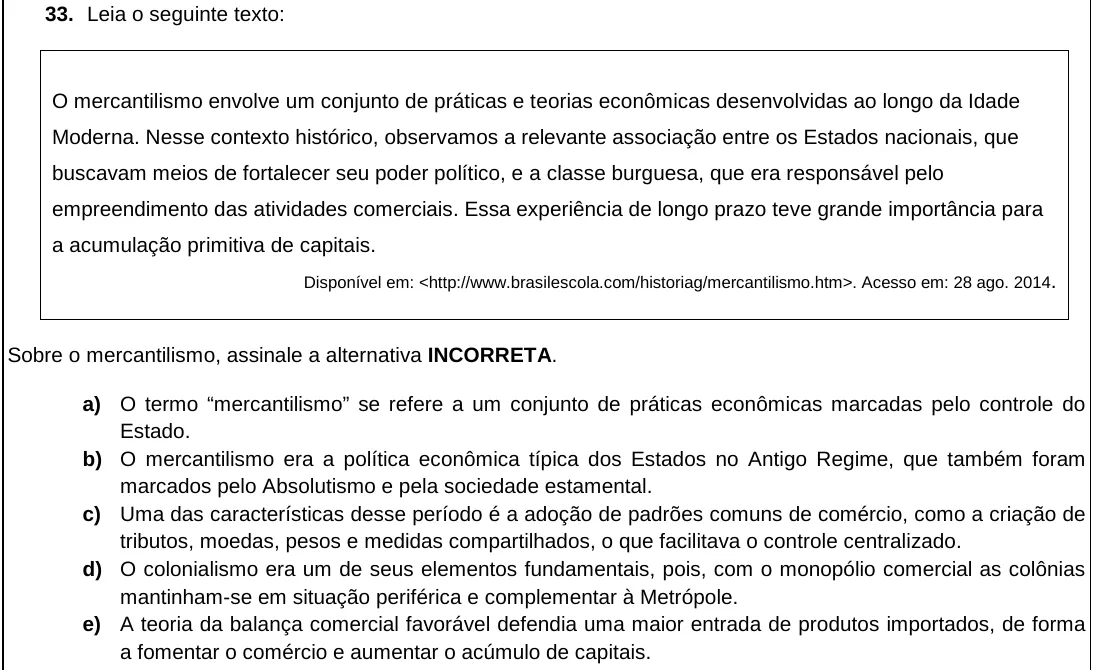 33. Leia o seguinte texto:
O mercantilismo envolve um conjunto de práticas e teorias econômicas desenvolvidas ao longo da Idade
Moderna. Nesse contexto histórico, observamos a relevante associação entre os Estados nacionais, que
buscavam meios de fortalecer seu poder político, e a classe burguesa, que era responsável pelo
empreendimento das atividades comerciais. Essa experiência de longo prazo teve grande importância para
a acumulação primitiva de capitais.
Disponível em: <http://www.brasilescola.com/historiag/mercantilismo.htm>. Acesso em: 28 ago. 2014.
Sobre o mercantilismo, assinale a alternativa INCORRETA.
a) O termo “mercantilismo” se refere a um conjunto de práticas econômicas marcadas pelo controle do
Estado.
b) O mercantilismo era a política econômica típica dos Estados no Antigo Regime, que também foram
marcados pelo Absolutismo e pela sociedade estamental.
c) Uma das características desse período é a adoção de padrões comuns de comércio, como a criação de
tributos, moedas, pesos e medidas compartilhados, o que facilitava o controle centralizado.
d) O colonialismo era um de seus elementos fundamentais, pois, com o monopólio comercial as colônias
mantinham-se em situação periférica e complementar à Metrópole.
e) A teoria da balança comercial favorável defendia uma maior entrada de produtos importados, de forma
a fomentar o comércio e aumentar o acúmulo de capitais.